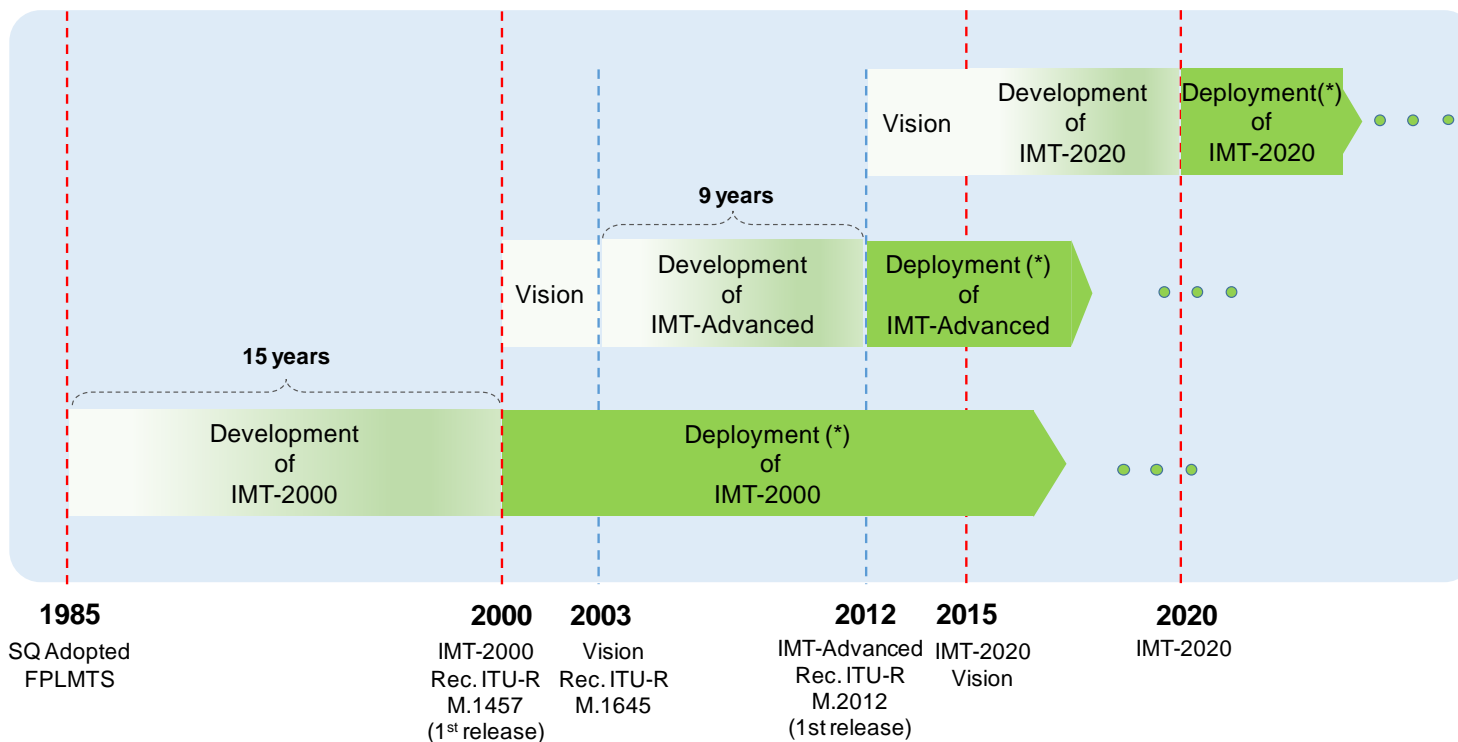 Development
of
IMT-2020
Deployment(*)
of
IMT-2020
Vision
9 years
Development
of
IMT-Advanced
Deployment (*)
of
IMT-Advanced
Vision
15 years
Development
of
IMT-2000
Deployment (*)
of
IMT-2000
1985
SQ Adopted
FPLMTS
2000
IMT-2000
Rec. ITU-R
M.1457
(1st release)
2003
Vision
Rec. ITU-R
M.1645
2012
IMT-Advanced
Rec. ITU-R
M.2012
(1st release)
2015
IMT-2020
Vision
2020
IMT-2020